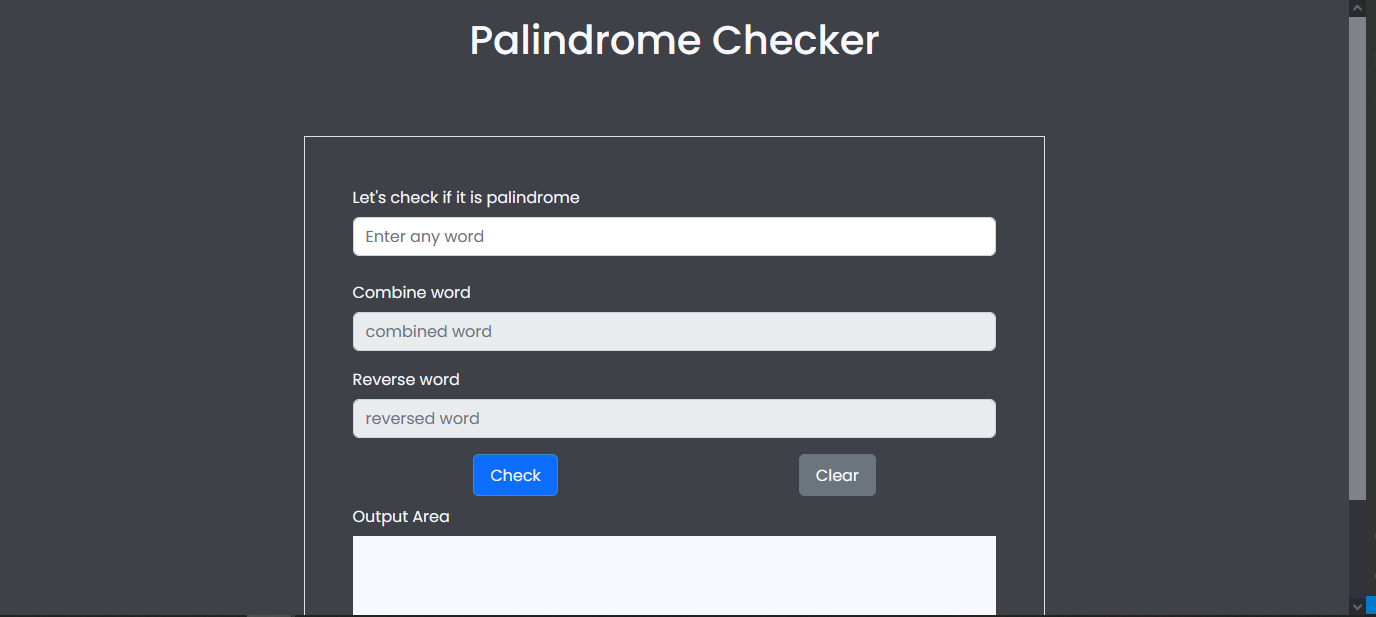 Palindrome Checker
Let's check if it is palindrome
Enter any word
Combine word
combined word
Reverse word
reversed word
Check Clear
Output Area